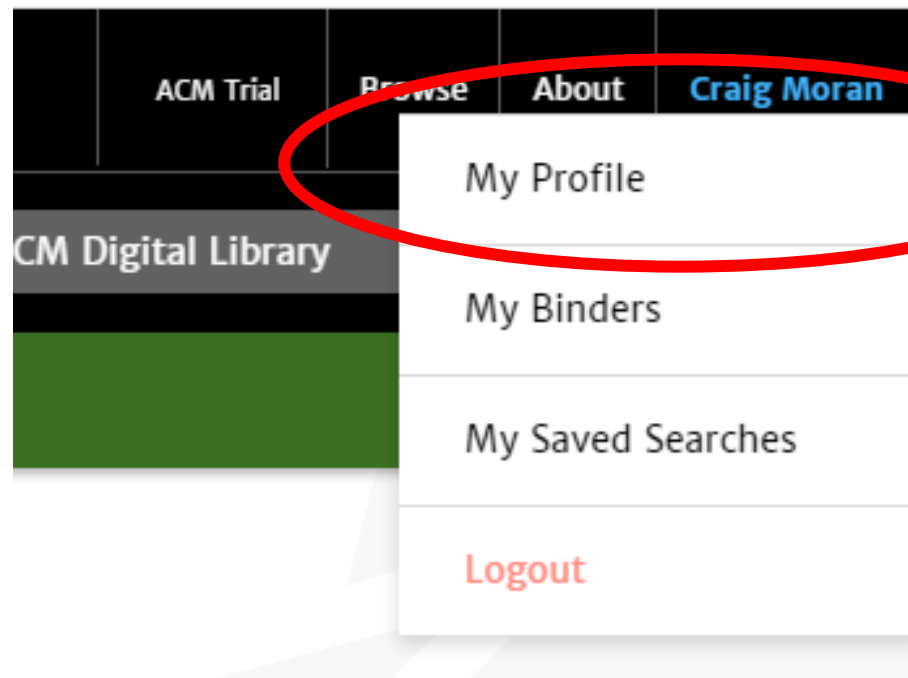 ACM Trial Browse About Craig Moran
My Profile
CM Digital Library
My Binders
My Saved Searches
Logout